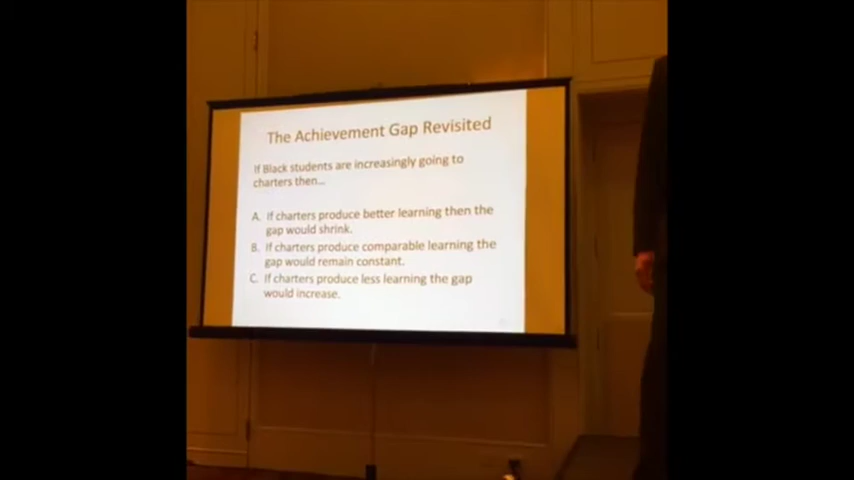 The Achievement Gap Revisited
If Black students are increasingly going to
charters then...
A. If charters produce better learning then the
gap would shrink.
B. If charters produce comparable learning the
gap would remain constant.
C. If charters produce less learning the gap
would increase.